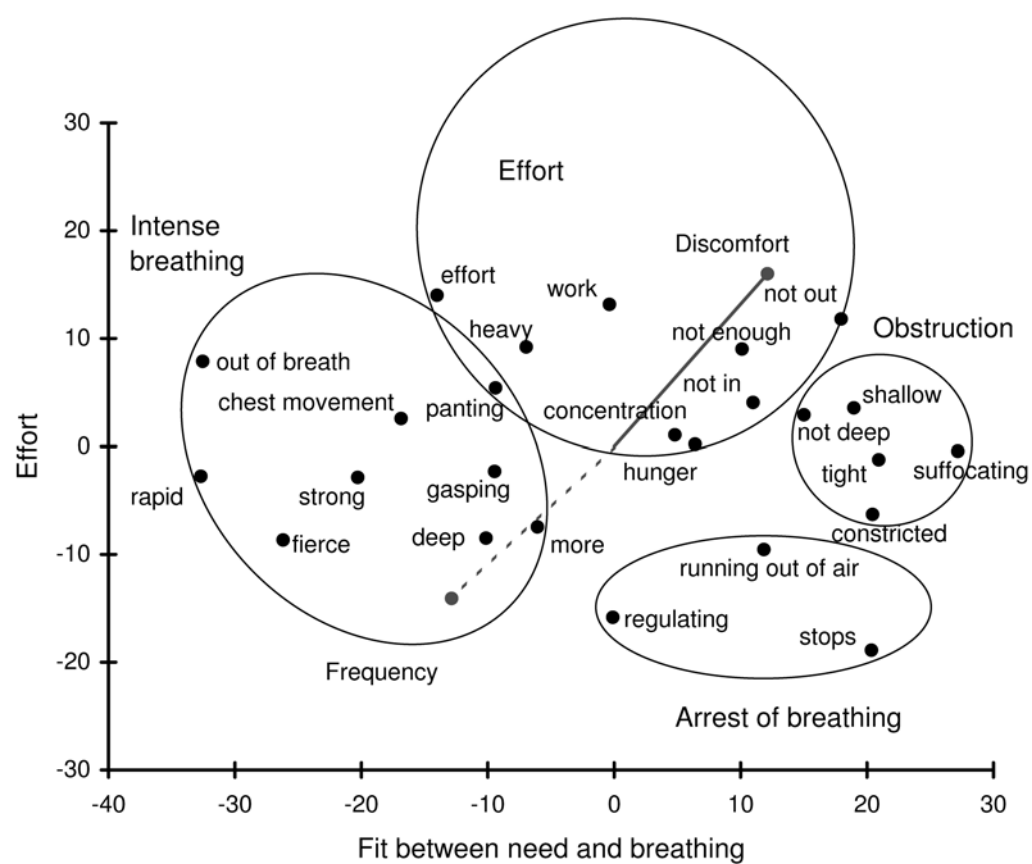 30
Effort
20
Intense
breathing
Discomfort
effort
work
not out
10
heavy
not enough
Obstruction
out of breath
not in
shallow
chest movement
panting
concentration
not deep
0
Effort
hunger
tight
suffocating
rapid
strong
gasping
constricted
fierce
deep
more
-10
running out of air
regulating
stops
-20
Frequency
Arrest of breathing
-30
-40
-30
-20
-10
0
10
20
30
Fit between need and breathing